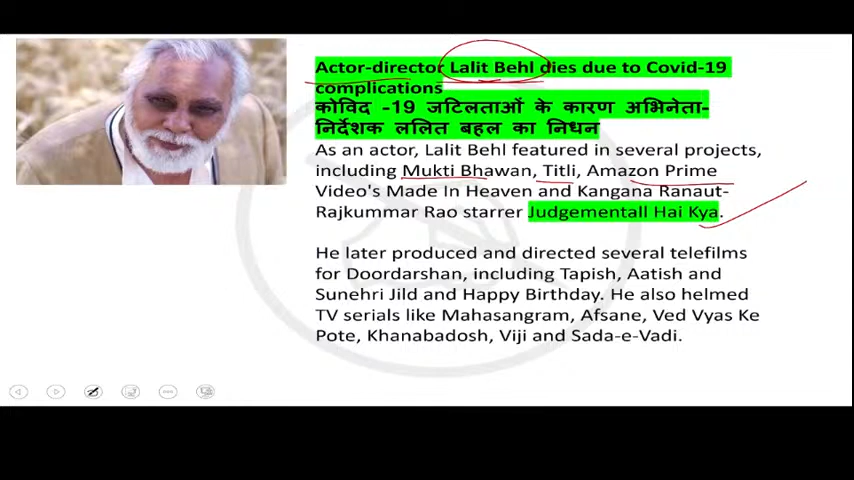 Actor-director Lalit Behl dies due to Covid-19
complications
कोविद -19 जटिलताओं के कारण अभिनेता-
निर्देशक ललित बहल का निधन
As an actor, Lalit Behl featured in several projects,
including Mukti Bhawan, Titli, Amazon Prime
Video's Made In Heaven and Kangana Ranaut-
Rajkummar Rao starrer Judgementall Hai Kya.
He later produced and directed several telefilms
for Doordarshan, including Tapish, Aatish and
Sunehri Jild and Happy Birthday. He also helmed
TV serials like Mahasangram, Afsane, Ved Vyas Ke
Pote, Khanabadosh, Viji and Sada-e-Vadi.